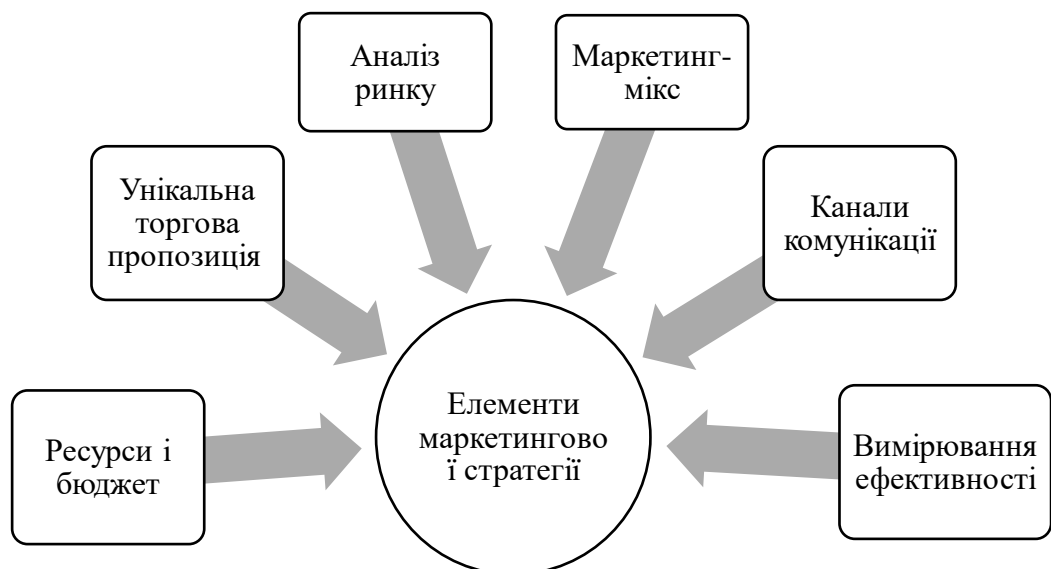 Аналіз
ринку
Маркетинг-
мікс
Унікальна
торгова
пропозиція
Канали
комунікації
Ресурси і
бюджет
Елементи
маркетингово
ї стратегії
Вимірювання
ефективності